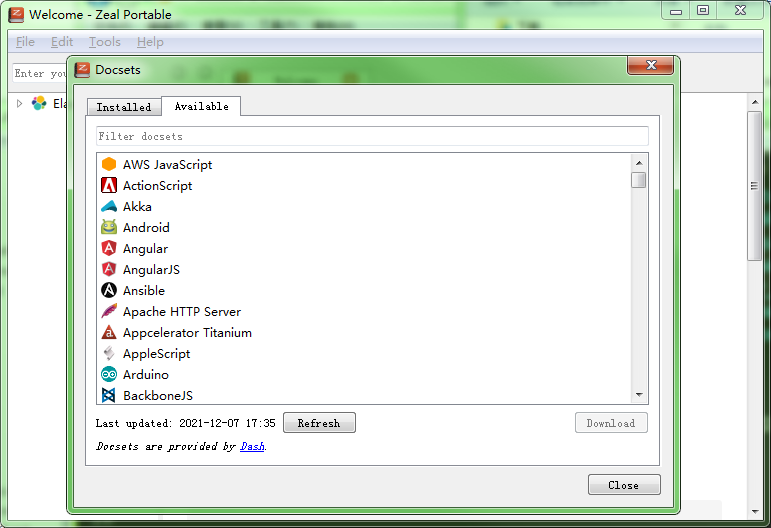 Welcome - Zeal Portable
File Edit Tools Help
Enter you
Ela
Docsets
Installed Available
Filter docsets
AWS JavaScript
ActionScript
Akka
Android
Angular
AngularJS
Ansible
Apache HTTP Server
Appcelerator Titanium
AppleScript
Arduino
BackboneJS
Last updated: 2021-12-07 17:35 Refresh Download
Docsets are provided by Dash.
Close